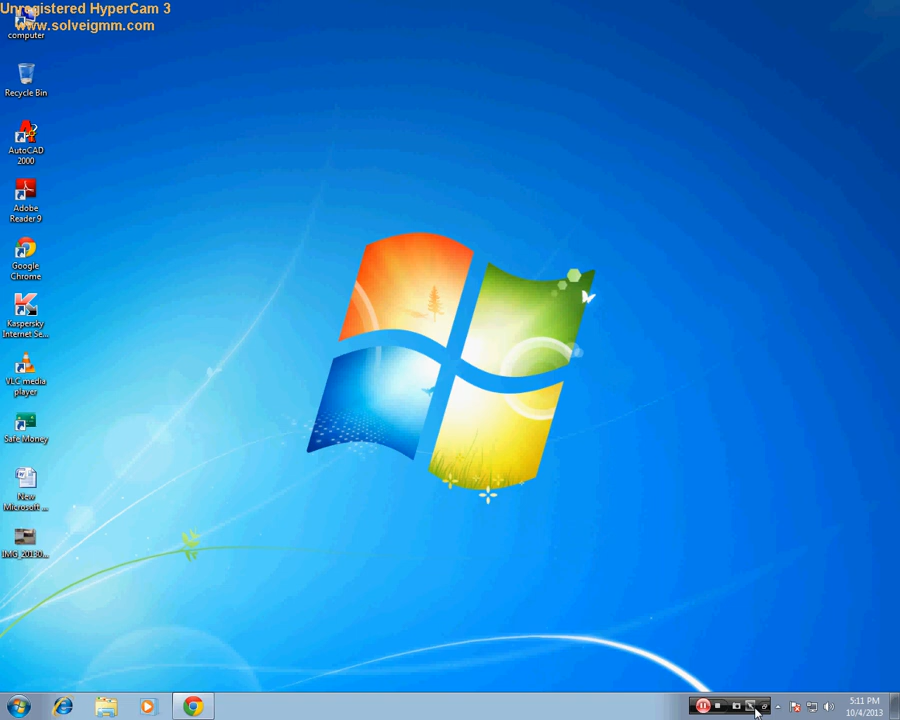 Unregistered HyperCam 3
www.solveigmm.com
computer
Recycle Bin
AutoCAD
2000
Adobe
Reader 9
Google
Chrome
Kaspersky
Internet Se...
VLC media
player
Safe Money
New
Microsoft ...
IMG_20130...
5:11 PM
10/4/2013